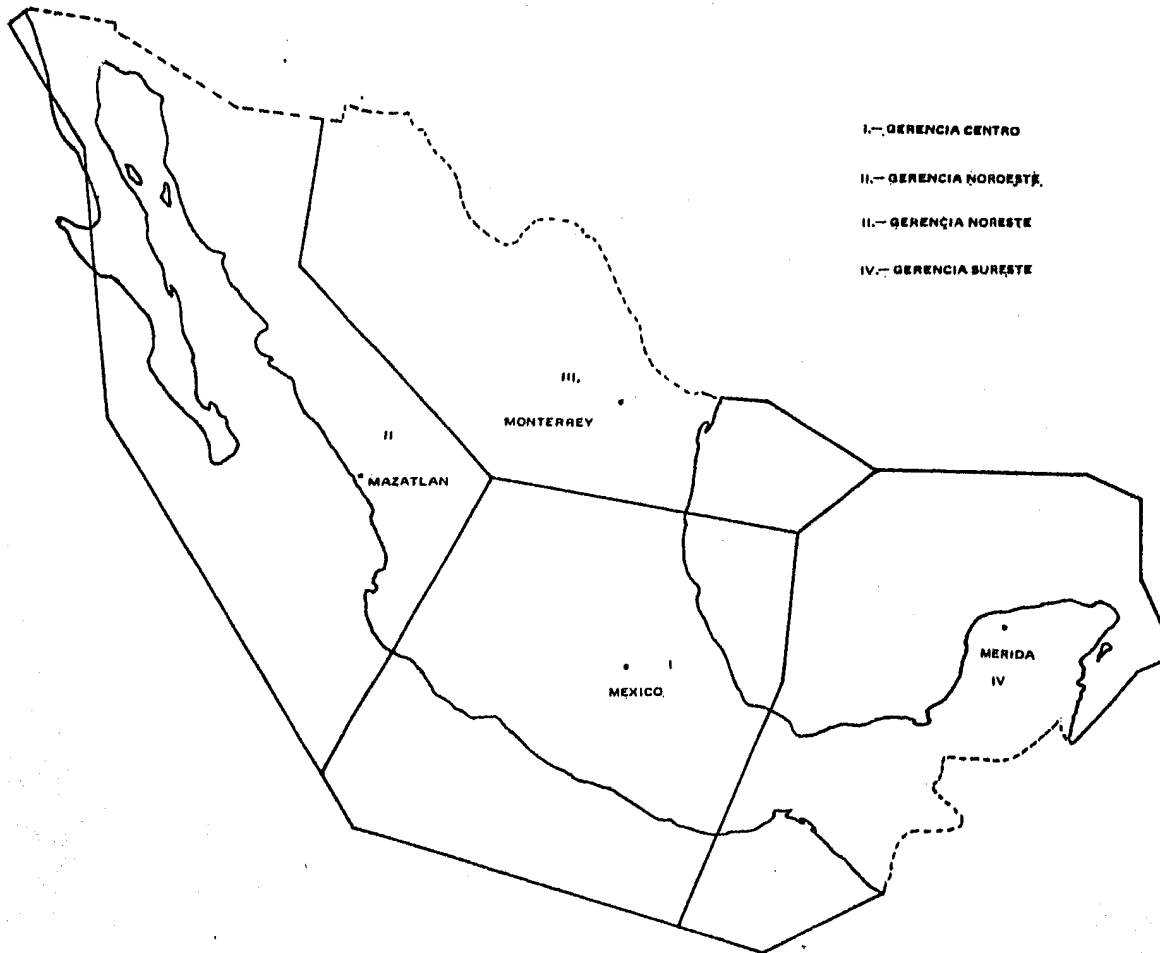 I.- GERENCIA CENTRO
II.- GERENCIA NOROESTE
II.- GERENCIA NORESTE
IV.- GERENCIA SURESTE
III.
MONTERREY
II
MAZATLAN
I
MEXICO
MERIDA
IV